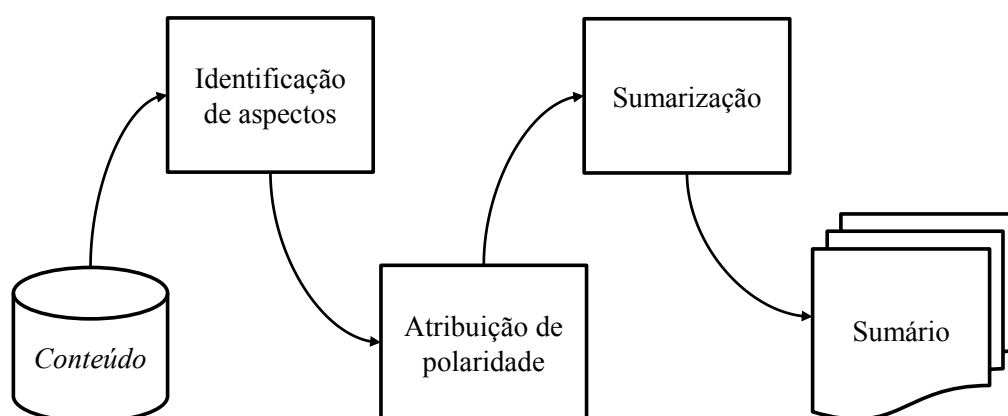 Identificação
de aspectos
Sumarização
Conteúdo
Atribuição de
polaridade
Sumário